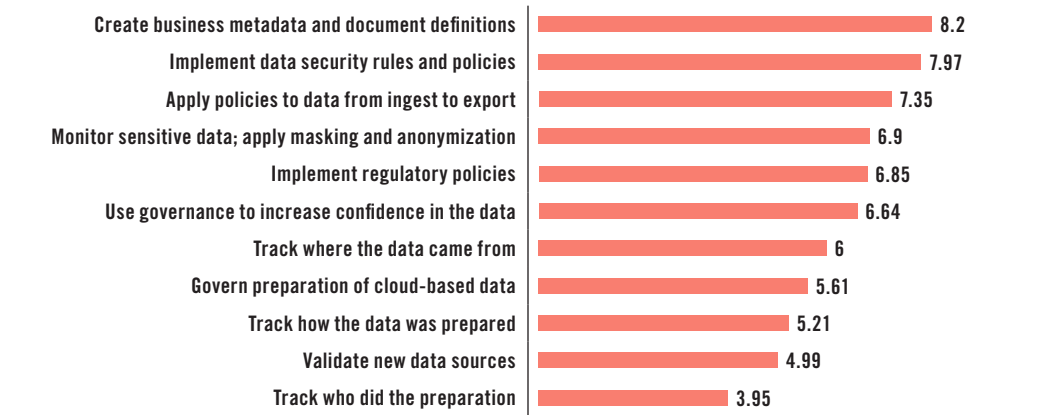 Create business metadata and document definitions 8.2
Implement data security rules and policies 7.97
Apply policies to data from ingest to export 7.35
Monitor sensitive data; apply masking and anonymization 6.9
Implement regulatory policies 6.85
Use governance to increase confidence in the data 6.64
Track where the data came from 6
Govern preparation of cloud-based data 5.61
Track how the data was prepared 5.21
Validate new data sources 4.99
Track who did the preparation 3.95